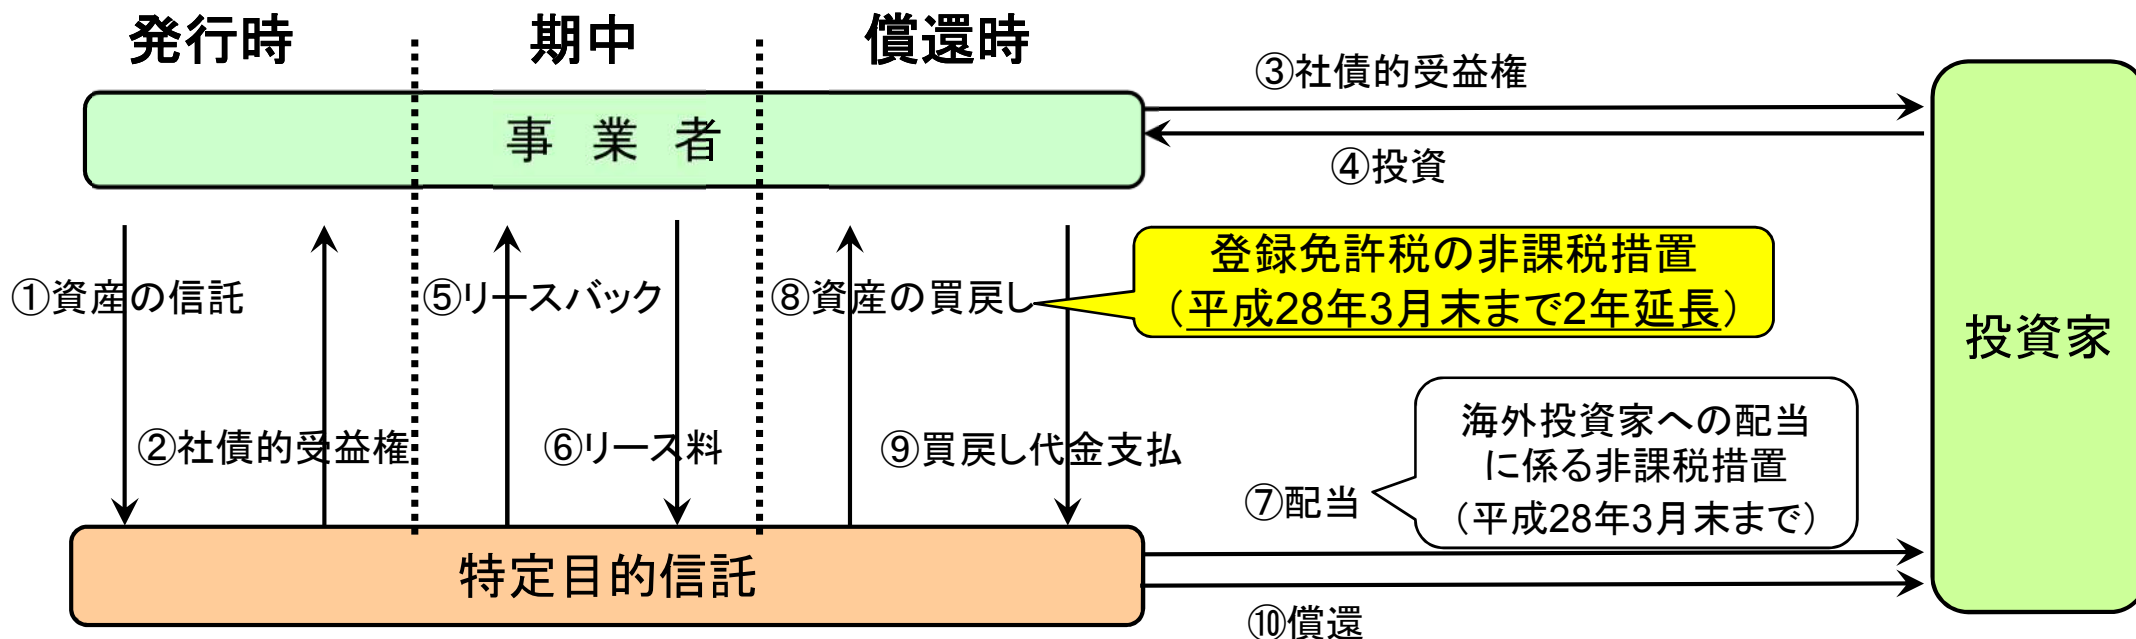 発行時
期中
償還時
③社債的受益権
事 業 者
④投資
登録免許税の非課税措置
（平成28年3月末まで2年延長）
①資産の信託
⑤リースバック
⑧資産の買戻し
投資家
②社債的受益権
⑥リース料
⑨買戻し代金支払
海外投資家への配当
に係る非課税措置
（平成28年3月末まで）
⑦配当
特定目的信託
⑩償還